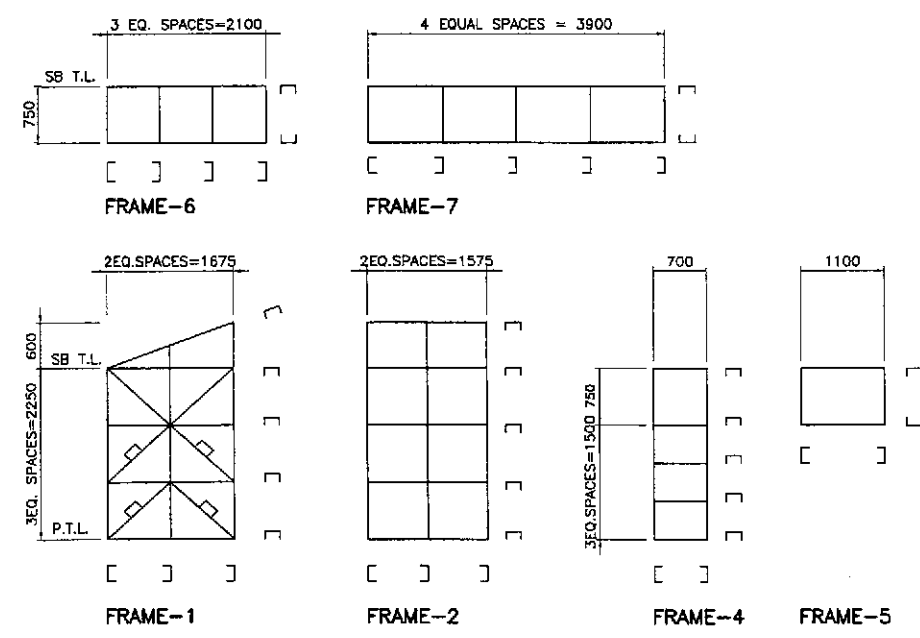 3 EQ. SPACES=2100
4 EQUAL SPACES = 3900
SB T.L.
750
FRAME-6
FRAME-7
2EQ.SPACES=1675
2EQ.SPACES=1575
700
1100
600
SB T.L.
3EQ. SPACES=2250
P.T.L.
750
3EQ.SPACES=1500
FRAME-1
FRAME-2
FRAME-4
FRAME-5